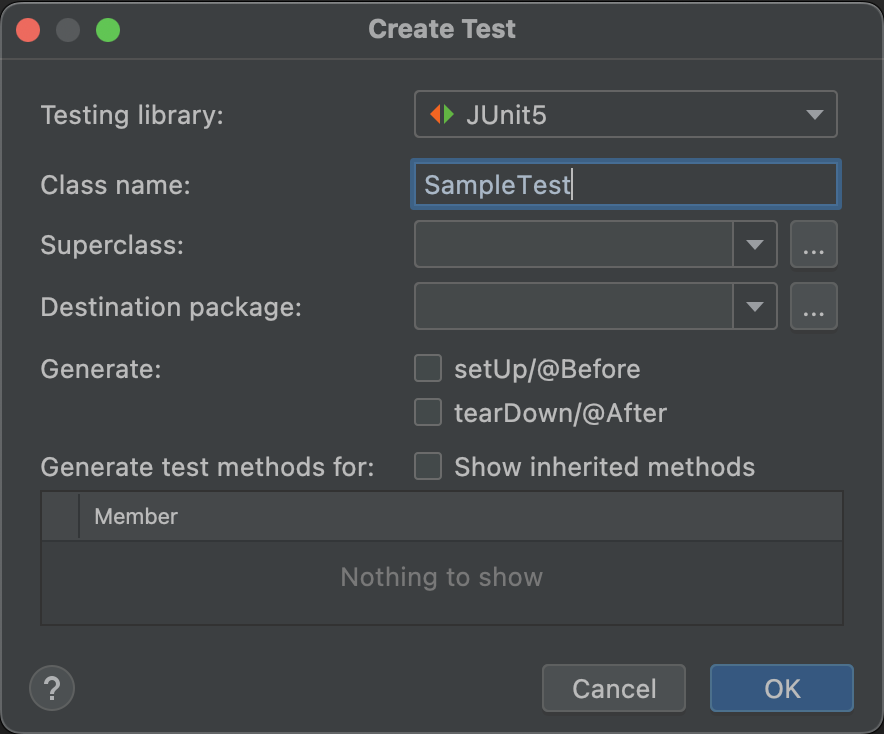 Create Test
Testing library: JUnit5
Class name: SampleTest
Superclass: ...
Destination package: ...
Generate: setUp/@Before
tearDown/@After
Generate test methods for: Show inherited methods
Member
Nothing to show
? Cancel OK